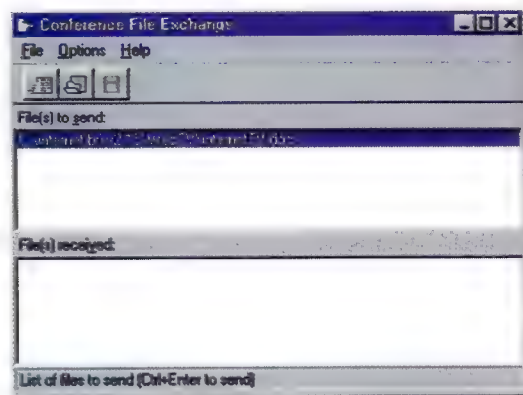 Conference File Exchange
File Options Help
File(s) to send:
File(s) received:
List of files to send (Ctrl+Enter to send)